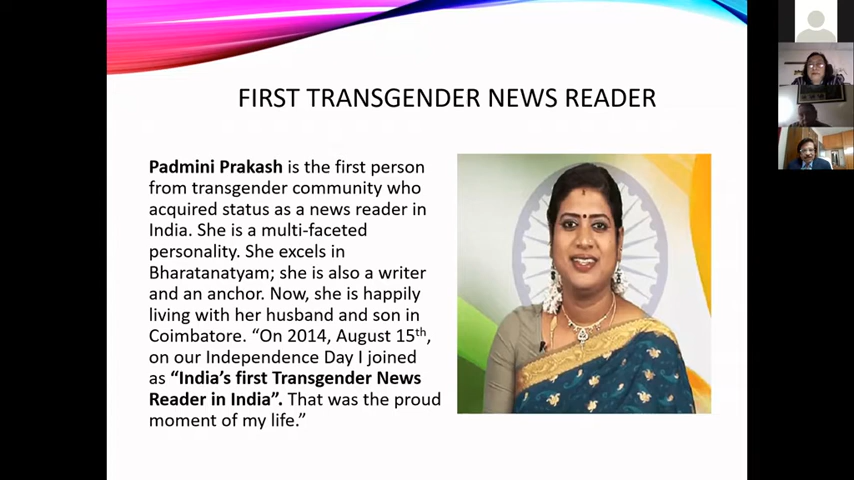 FIRST TRANSGENDER NEWS READER
Padmini Prakash is the first person
from transgender community who
acquired status as a news reader in
India. She is a multi-faceted
personality. She excels in
Bharatanatyam; she is also a writer
and an anchor. Now, she is happily
living with her husband and son in
Coimbatore. “On 2014, August 15th,
on our Independence Day I joined
as “India’s first Transgender News
Reader in India”. That was the proud
moment of my life.”